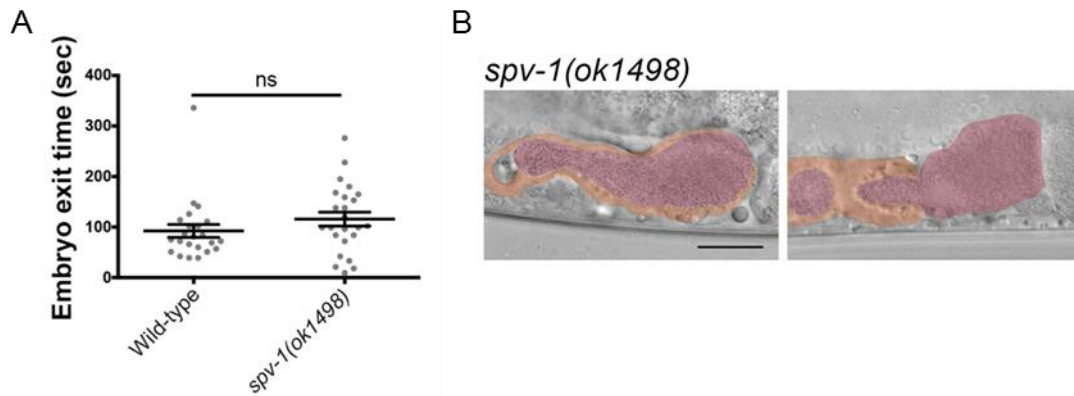 A
Embryo exit time (sec)
400
300
200
100
0
ns
Wild-type
spv-1(ok1498)
B
spv-1(ok1498)